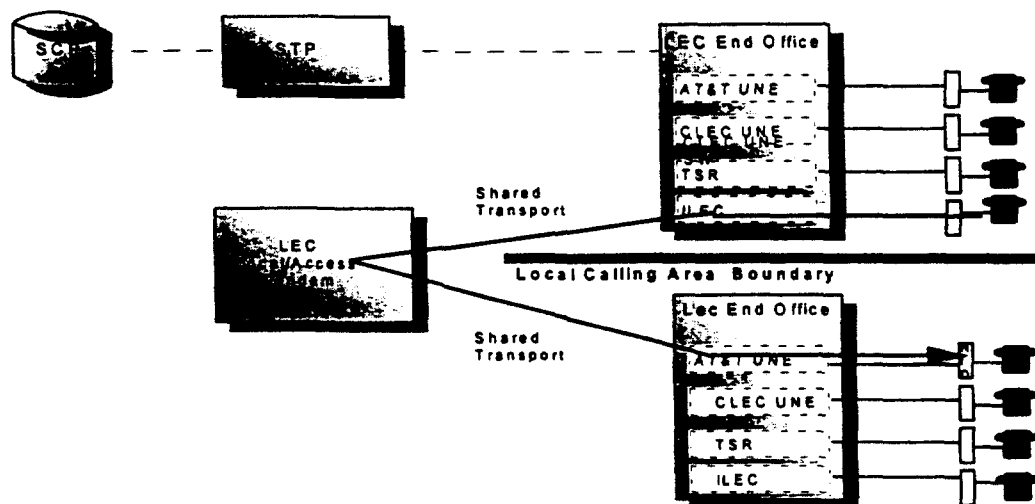 STP
LEC End Office
AT&T UNE
CLEC UNE
TSR
ILEC
Shared
Transport
LEC
Local Calling Area Boundary
Lec End Office
Shared
Transport
AT&T UNE
CLEC UNE
TSR
ILEC